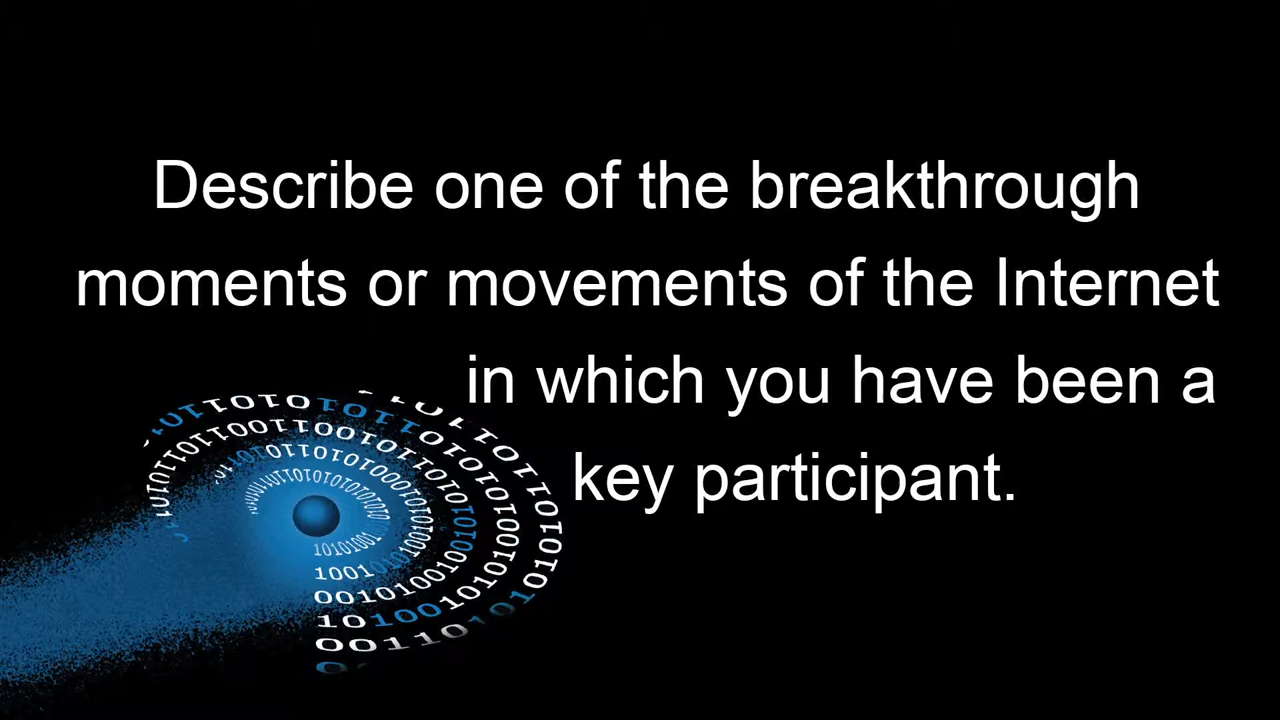 Describe one of the breakthrough
moments or movements of the Internet
in which you have been a
key participant.